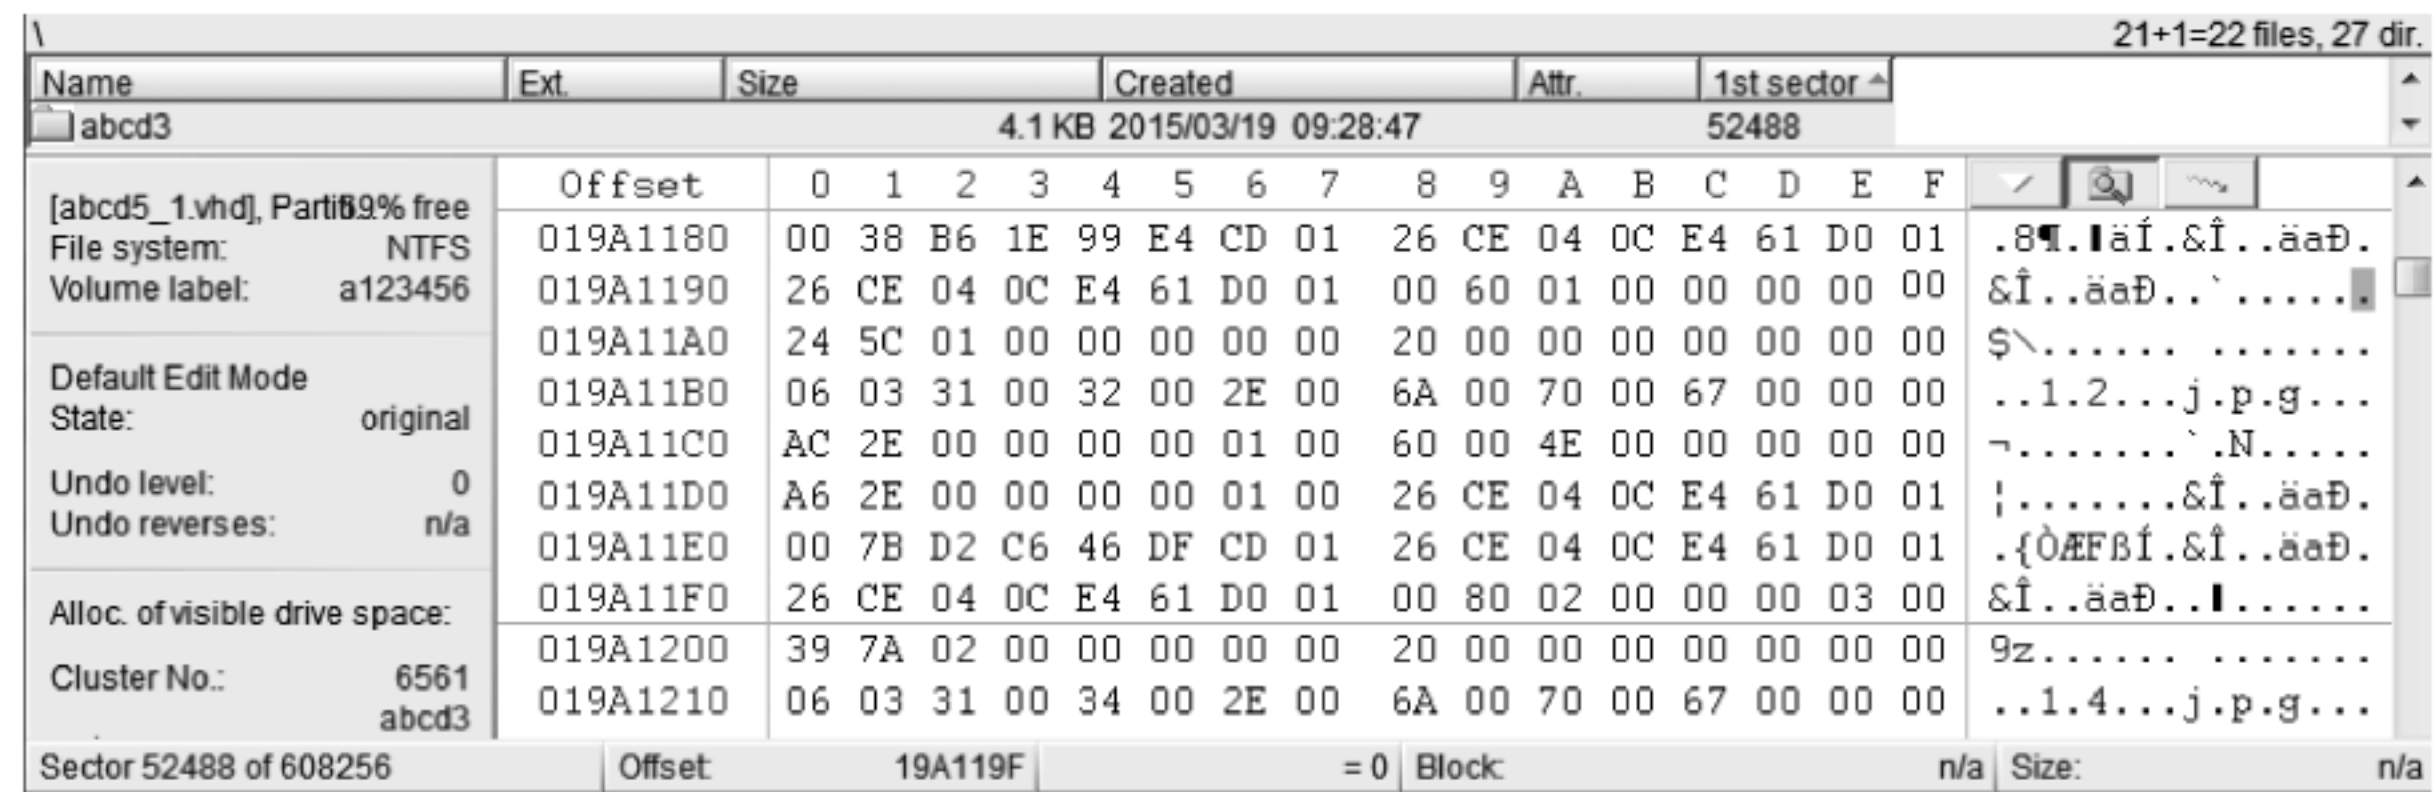 \ 21+1=22 files, 27 dir.
Name Ext. Size Created Attr. 1st sector
abcd3 4.1 KB 2015/03/19 09:28:47 52488
[abcd5_1.vhd], % free
File system: NTFS
Volume label: a123456
Default Edit Mode
State: original
Undo level: 0
Undo reverses: n/a
Alloc. of visible drive space:
Cluster No.: 6561
abcd3
Offset 0 1 2 3 4 5 6 7 8 9 A B C D E F
019A1180 00 38 B6 1E 99 E4 CD 01 26 CE 04 0C E4 61 D0 01 .8¶.▮äÍ.&Î..äaÐ.
019A1190 26 CE 04 0C E4 61 D0 01 00 60 01 00 00 00 00 00 &Î..äaÐ..`......
019A11A0 24 5C 01 00 00 00 00 00 20 00 00 00 00 00 00 00 $\...... .......
019A11B0 06 03 31 00 32 00 2E 00 6A 00 70 00 67 00 00 00 ..1.2...j.p.g...
019A11C0 AC 2E 00 00 00 00 01 00 60 00 4E 00 00 00 00 00 ¬.......`.N.....
019A11D0 A6 2E 00 00 00 00 01 00 26 CE 04 0C E4 61 D0 01 ¦.......&Î..äaÐ.
019A11E0 00 7B D2 C6 46 DF CD 01 26 CE 04 0C E4 61 D0 01 .{ÒÆFßÍ.&Î..äaÐ.
019A11F0 26 CE 04 0C E4 61 D0 01 00 80 02 00 00 00 03 00 &Î..äaÐ..▮......
019A1200 39 7A 02 00 00 00 00 00 20 00 00 00 00 00 00 00 9z...... .......
019A1210 06 03 31 00 34 00 2E 00 6A 00 70 00 67 00 00 00 ..1.4...j.p.g...
Sector 52488 of 608256 Offset: 19A119F = 0 Block: n/a Size: n/a